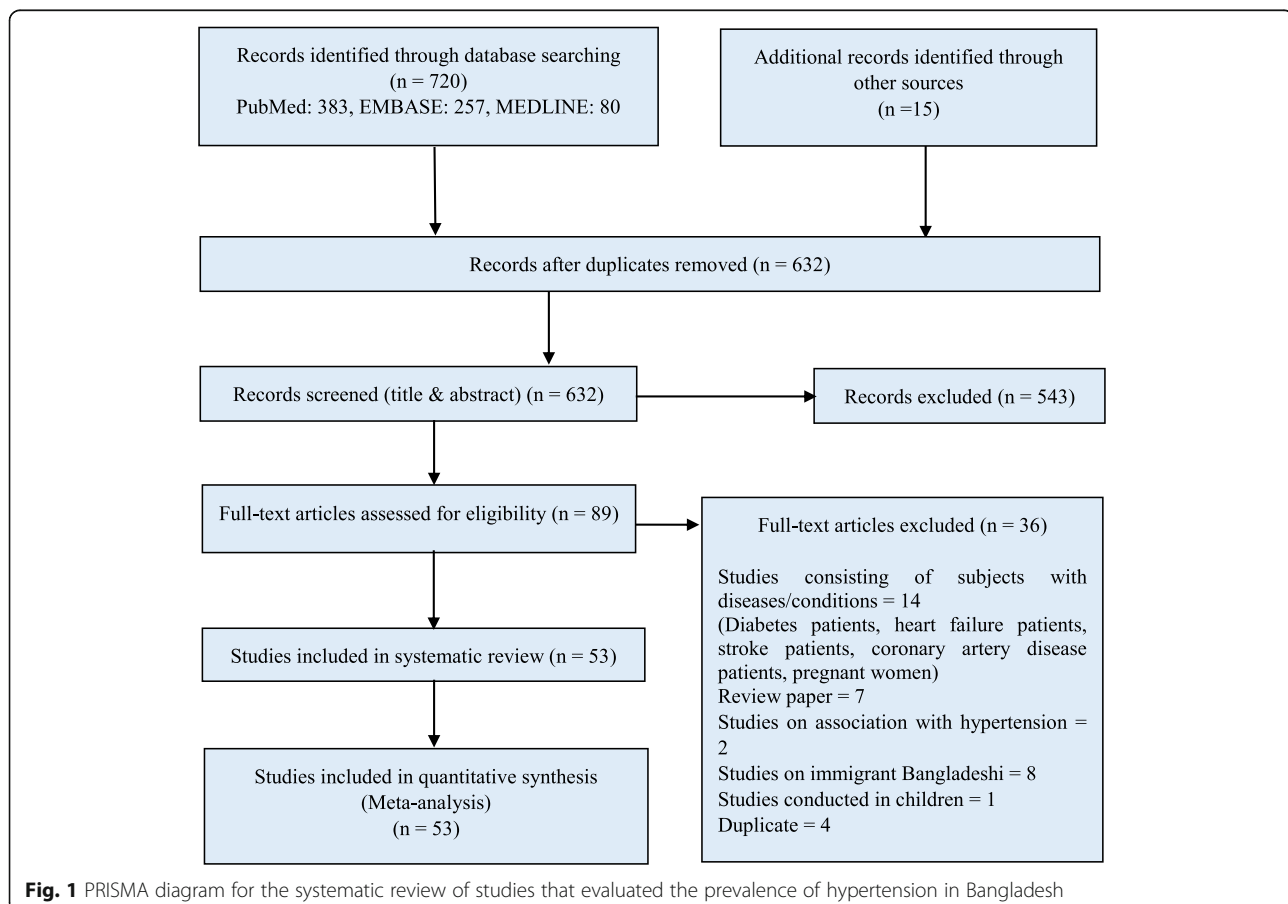 Records identified through database searching
(n = 720)
PubMed: 383, EMBASE: 257, MEDLINE: 80
Additional records identified through
other sources
(n =15)
Records after duplicates removed (n = 632)
Records screened (title & abstract) (n = 632)
Records excluded (n = 543)
Full-text articles assessed for eligibility (n = 89)
Full-text articles excluded (n = 36)
Studies consisting of subjects with
diseases/conditions = 14
(Diabetes patients, heart failure patients,
stroke patients, coronary artery disease
patients, pregnant women)
Review paper = 7
Studies on association with hypertension =
2
Studies on immigrant Bangladeshi = 8
Studies conducted in children = 1
Duplicate = 4
Studies included in systematic review (n = 53)
Studies included in quantitative synthesis
(Meta-analysis)
(n = 53)
Fig. 1 PRISMA diagram for the systematic review of studies that evaluated the prevalence of hypertension in Bangladesh